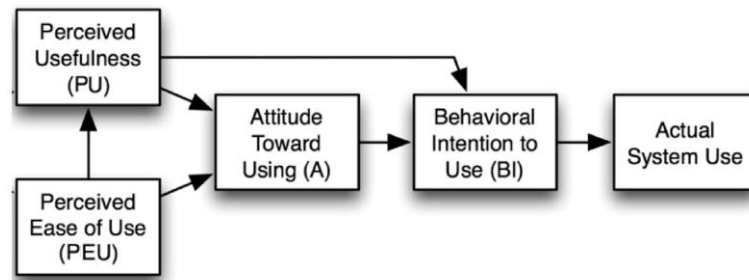 Perceived
Usefulness
(PU)
Attitude
Toward
Using (A)
Behavioral
Intention to
Use (BI)
Actual
System Use
Perceived
Ease of Use
(PEU)